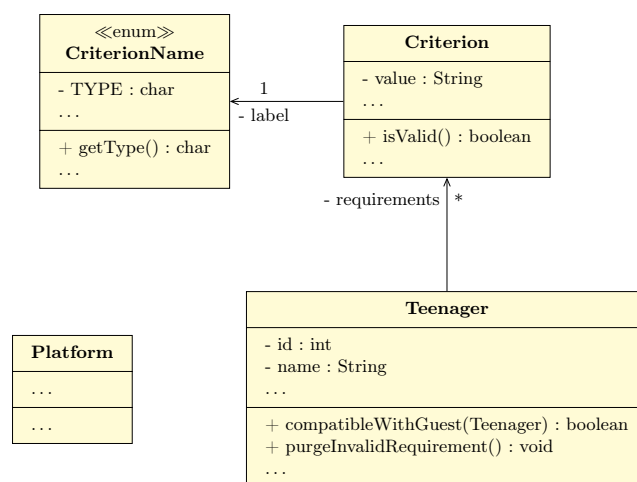 ≪enum≫
CriterionName
- TYPE : char
...
+ getType() : char
...
1
- label
Criterion
- value : String
...
+ isValid() : boolean
...
- requirements
*
Teenager
- id : int
- name : String
...
+ compatibleWithGuest(Teenager) : boolean
+ purgeInvalidRequirement() : void
...
Platform
...
...